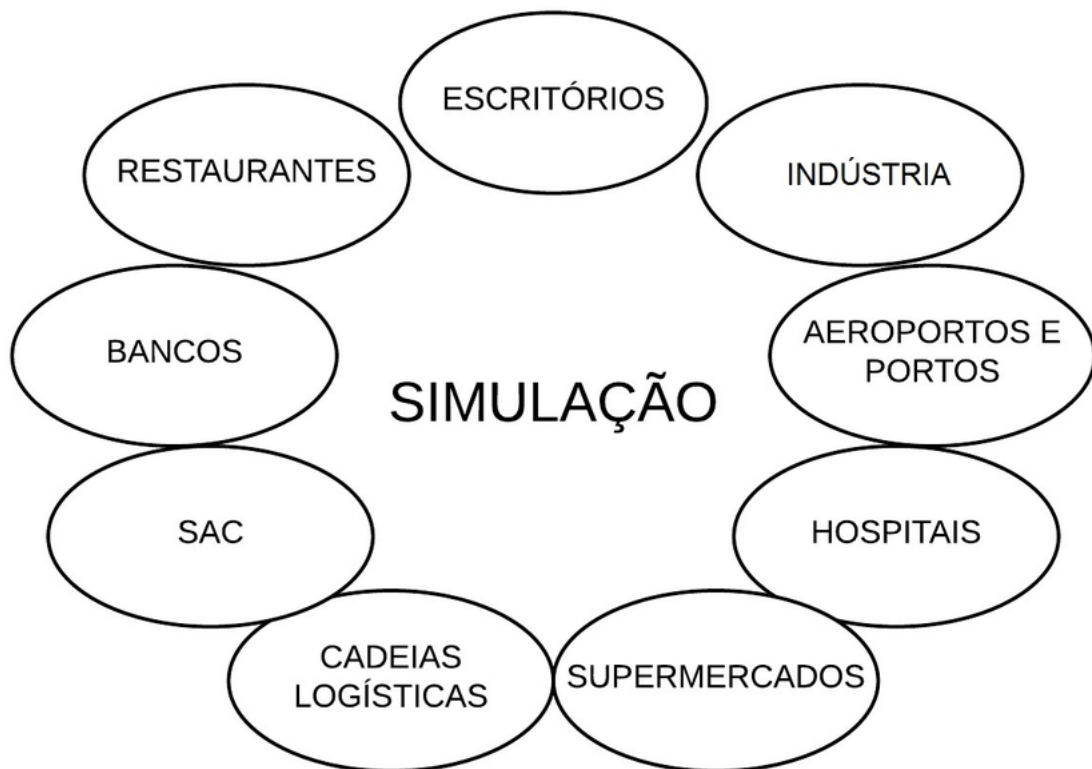 ESCRITÓRIOS
RESTAURANTES
INDÚSTRIA
BANCOS
AEROPORTOS E
PORTOS
SIMULAÇÃO
SAC
HOSPITAIS
CADEIAS
LOGÍSTICAS
SUPERMERCADOS